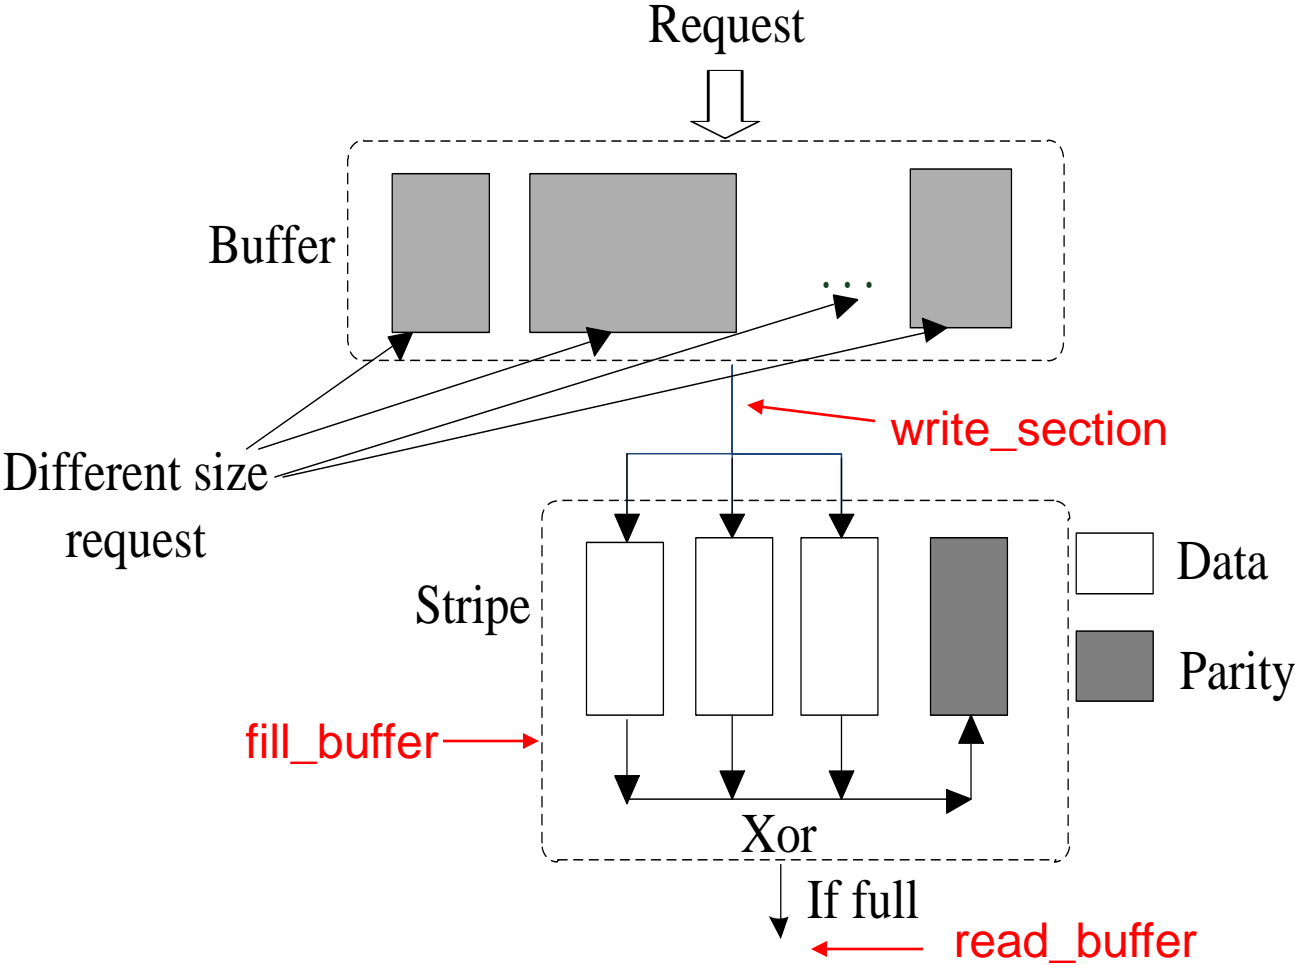 Request
Buffer
. . .
write_section
Different size
request
Data
Stripe
Parity
fill_buffer
Xor
If full
read_buffer